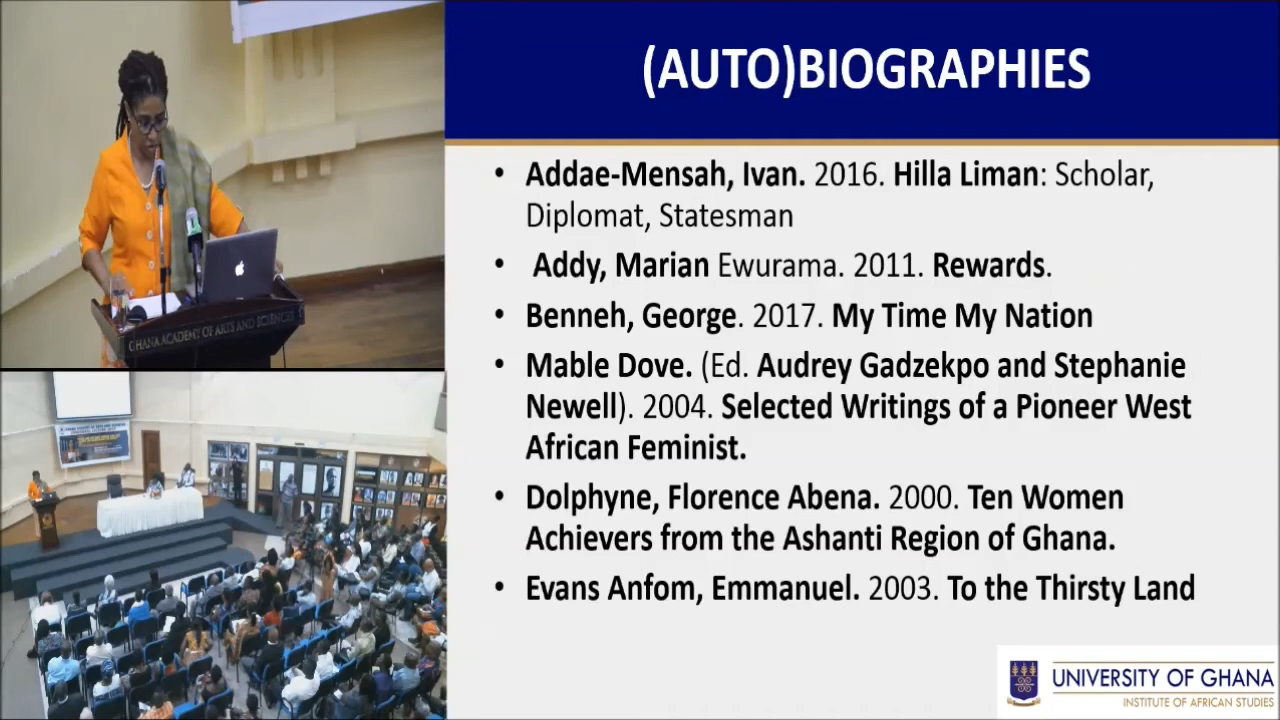 (AUTO)BIOGRAPHIES
• Addae-Mensah, Ivan. 2016. Hilla Liman: Scholar,
Diplomat, Statesman
• Addy, Marian Ewurama. 2011. Rewards.
• Benneh, George. 2017. My Time My Nation
• Mable Dove. (Ed. Audrey Gadzekpo and Stephanie
Newell). 2004. Selected Writings of a Pioneer West
African Feminist.
• Dolphyne, Florence Abena. 2000. Ten Women
Achievers from the Ashanti Region of Ghana.
• Evans Anfom, Emmanuel. 2003. To the Thirsty Land
UNIVERSITY OF GHANA
INSTITUTE OF AFRICAN STUDIES
GHANA ACADEMY OF ARTS AND SCIENCES